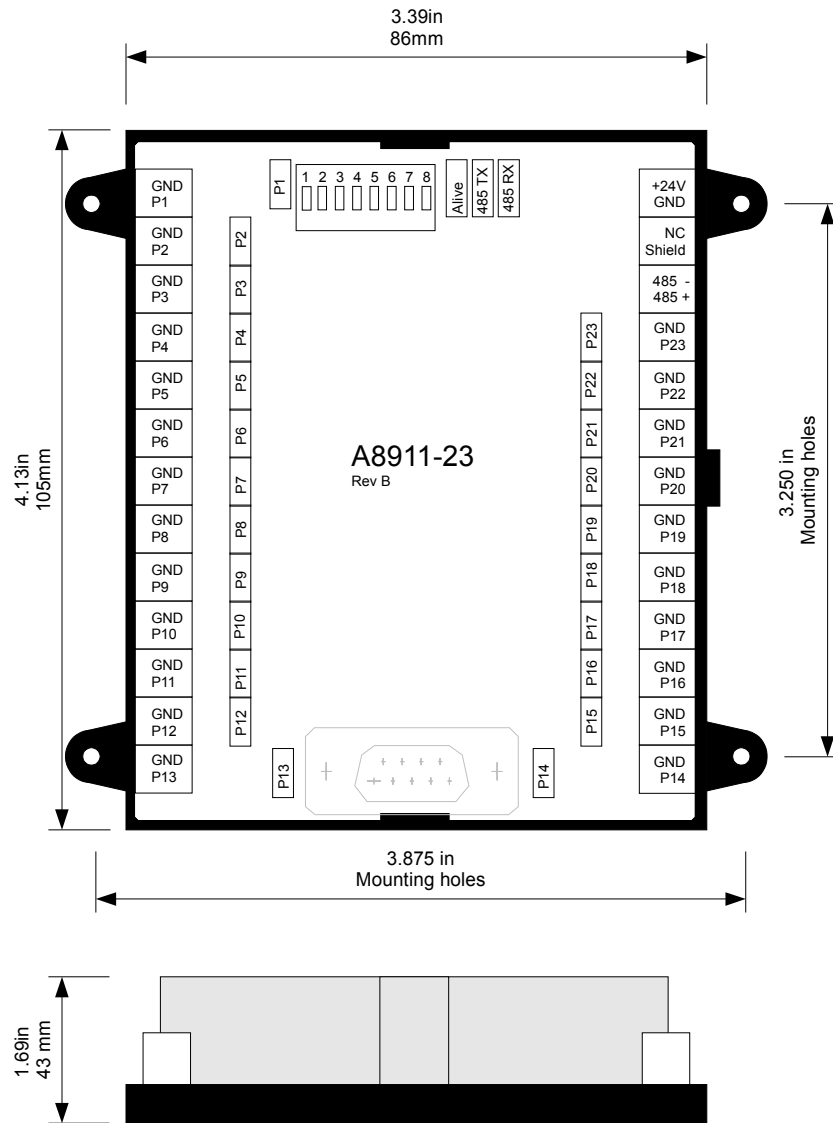 3.39in
86mm
P1
1 2 3 4 5 6 7 8
Alive
485 TX
485 RX
GND
P1
GND
P2
GND
P3
GND
P4
GND
P5
GND
P6
GND
P7
GND
P8
GND
P9
GND
P10
GND
P11
GND
P12
GND
P13
P2
P3
P4
P5
P6
P7
P8
P9
P10
P11
P12
P13
A8911-23
Rev B
P14
P23
P22
P21
P20
P19
P18
P17
P16
P15
+24V
GND
NC
Shield
485 -
485 +
GND
P23
GND
P22
GND
P21
GND
P20
GND
P19
GND
P18
GND
P17
GND
P16
GND
P15
GND
P14
4.13in
105mm
3.250 in
Mounting holes
3.875 in
Mounting holes
1.69in
43 mm